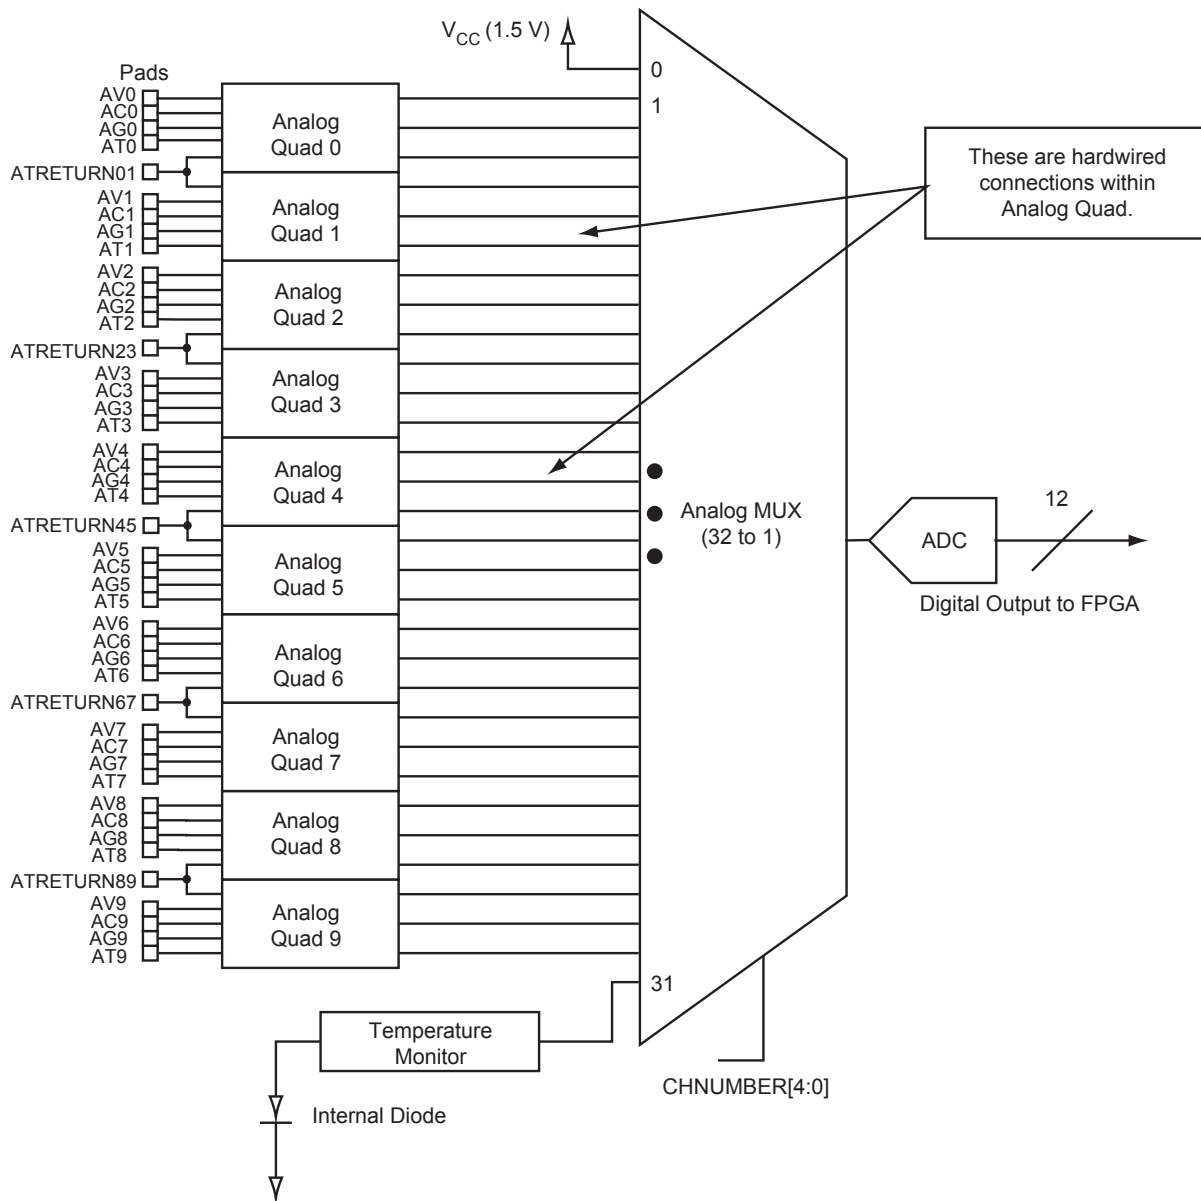 V_CC (1.5 V)
Pads
0
1
AV0
AC0
AG0
AT0
Analog
Quad 0
ATRETURN01
AV1
AC1
AG1
AT1
Analog
Quad 1
These are hardwired
connections within
Analog Quad.
AV2
AC2
AG2
AT2
Analog
Quad 2
ATRETURN23
AV3
AC3
AG3
AT3
Analog
Quad 3
AV4
AC4
AG4
AT4
Analog
Quad 4
ATRETURN45
Analog MUX
(32 to 1)
ADC
12
Digital Output to FPGA
AV5
AC5
AG5
AT5
Analog
Quad 5
AV6
AC6
AG6
AT6
Analog
Quad 6
ATRETURN67
AV7
AC7
AG7
AT7
Analog
Quad 7
AV8
AC8
AG8
AT8
Analog
Quad 8
ATRETURN89
AV9
AC9
AG9
AT9
Analog
Quad 9
31
Temperature
Monitor
CHNUMBER[4:0]
Internal Diode